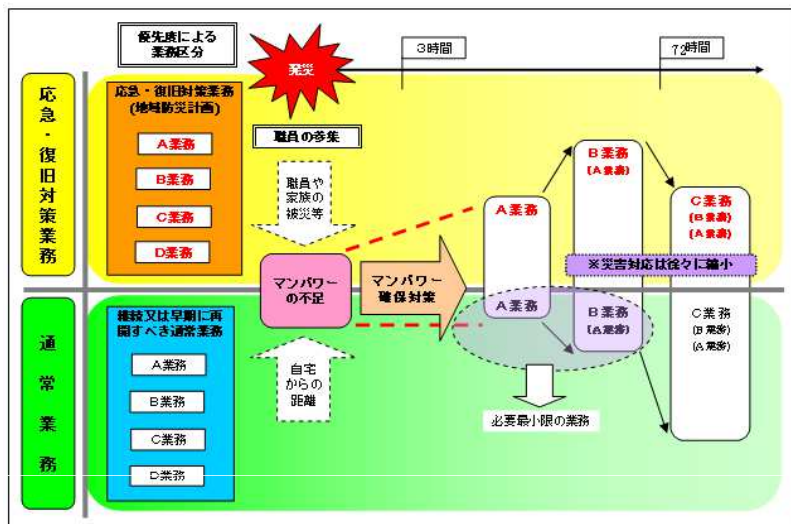 優先度による
業務区分
発災
3時間
72時間
応急・復旧対策業務
応急・復旧対策業務
(地域防災計画)
A業務
B業務
C業務
D業務
職員の参集
職員や
家族の
被災等
マンパワー
の不足
マンパワー
確保対策
A業務
B業務
(A業務)
C業務
(B業務)
(A業務)
※災害対応は徐々に縮小
通常業務
継続又は早期に再
開すべき通常業務
A業務
B業務
C業務
D業務
自宅
からの
距離
A業務
B業務
(A業務)
C業務
(B業務)
(A業務)
必要最小限の業務